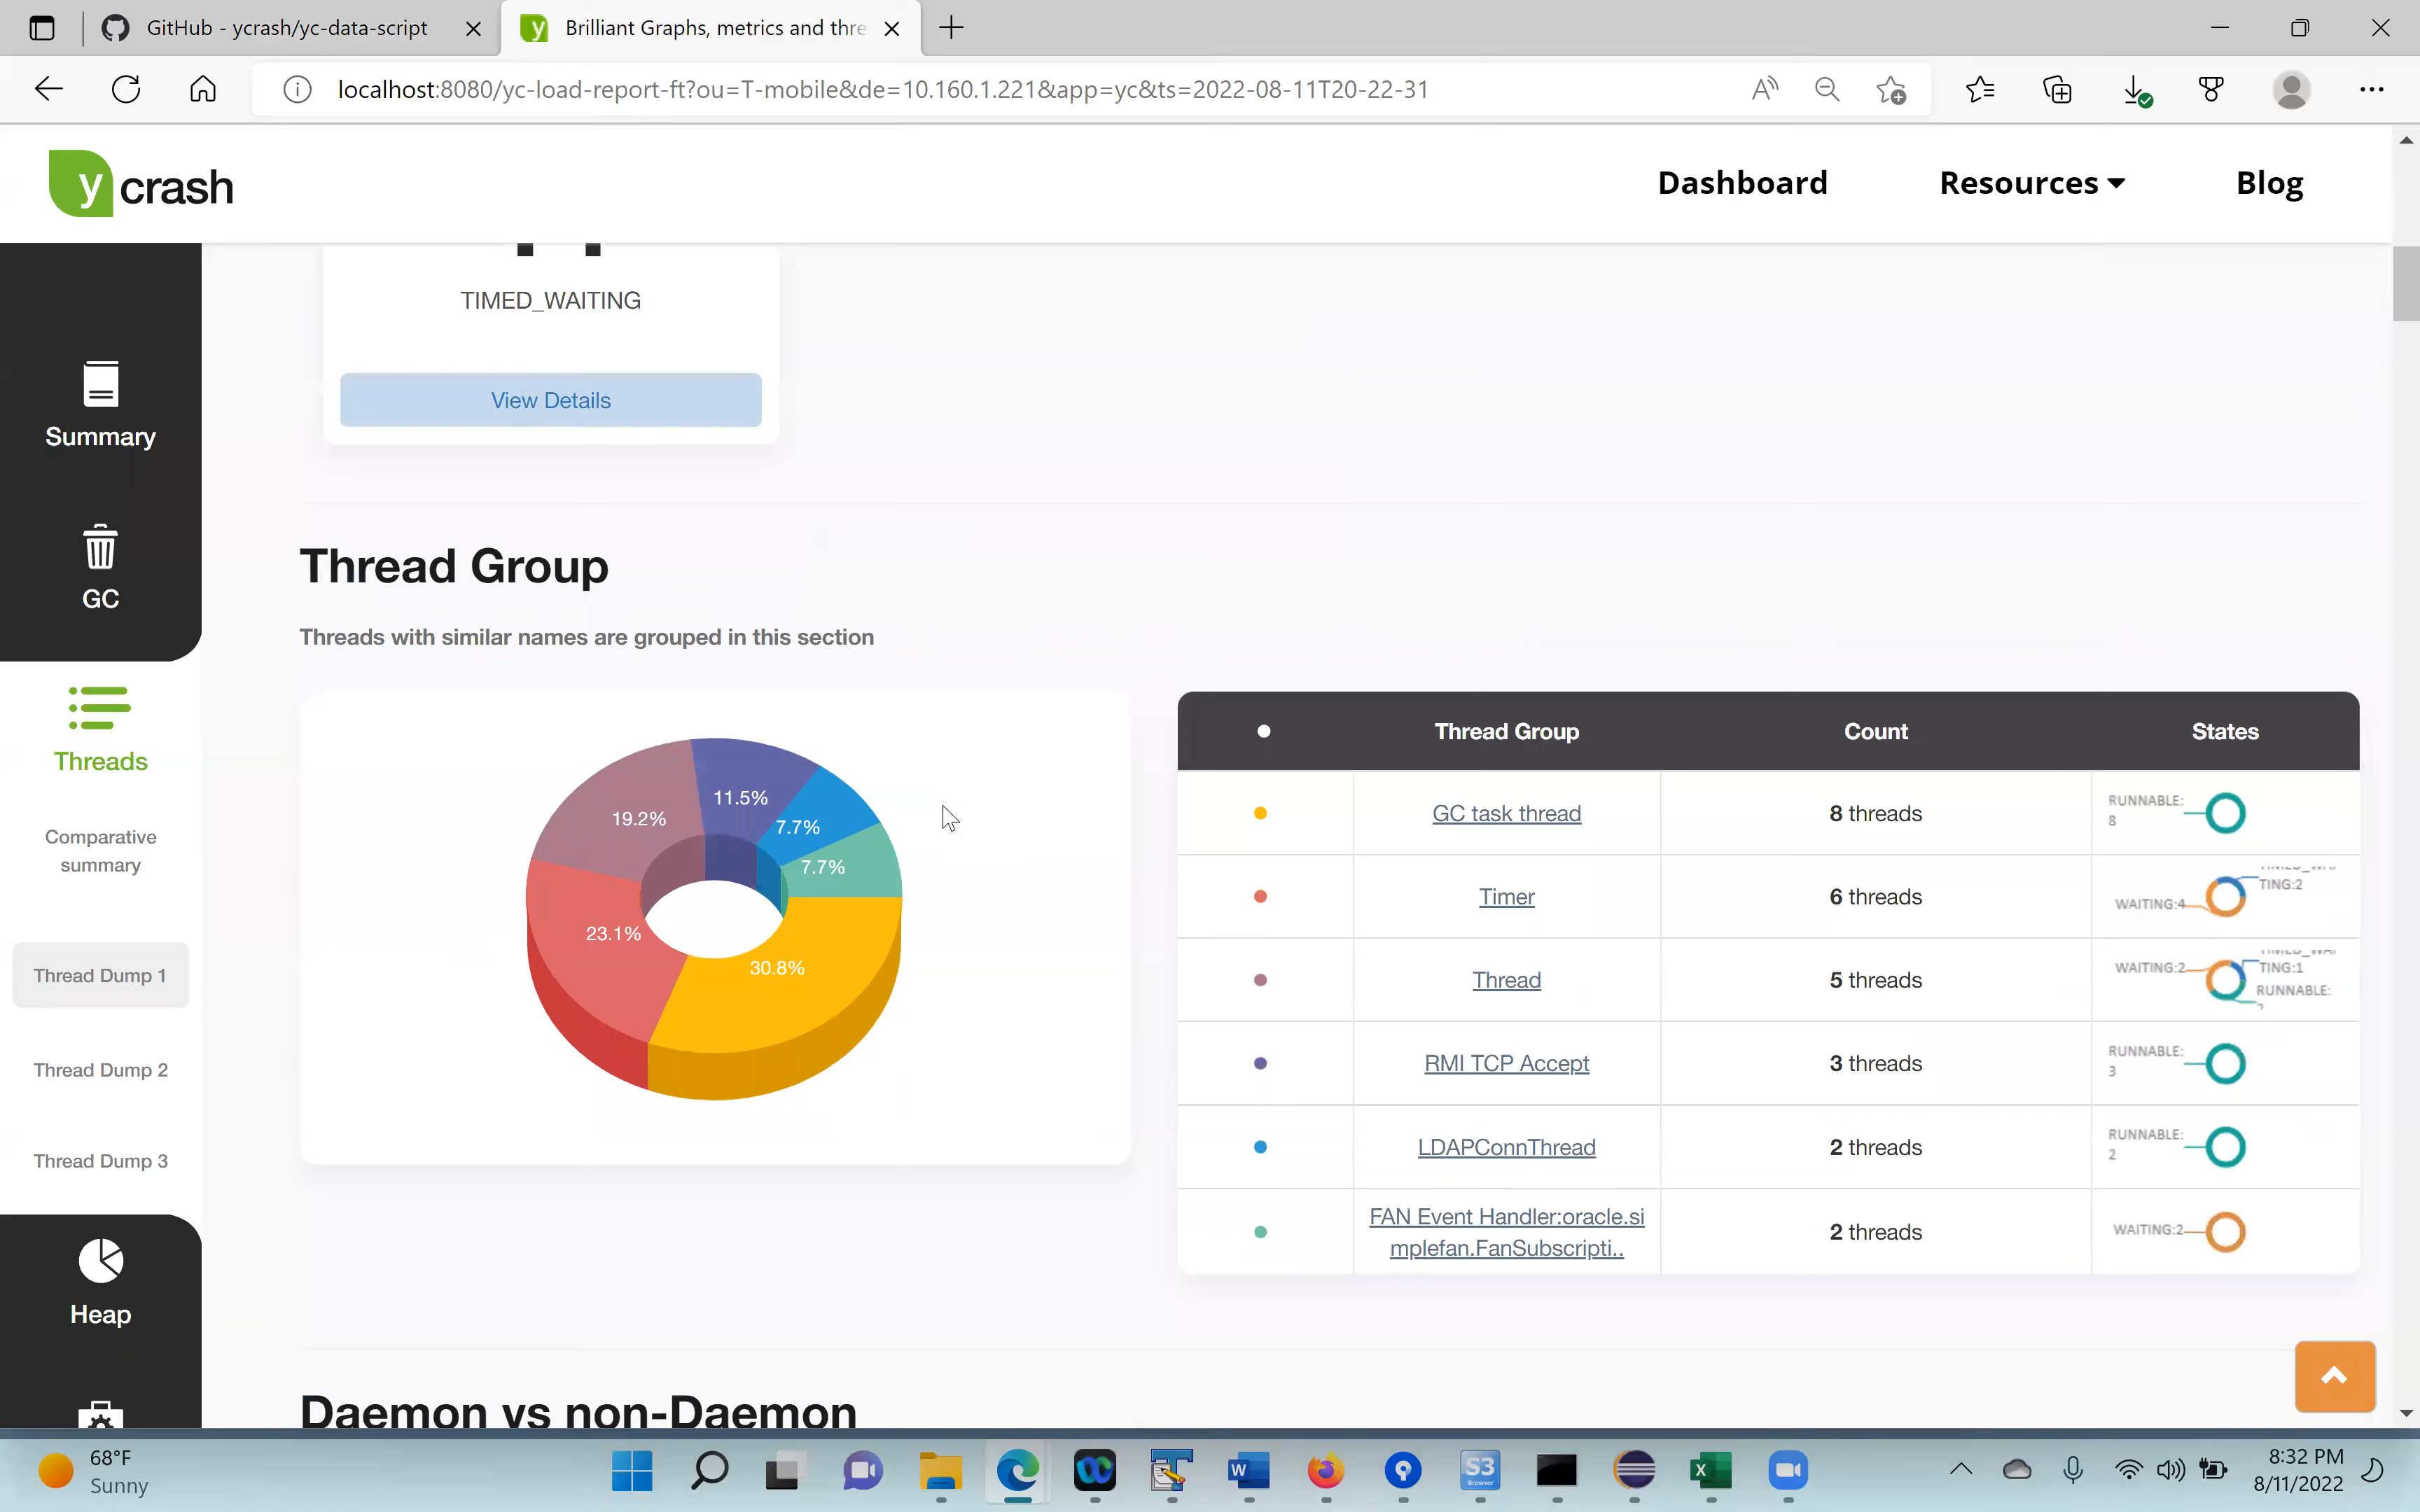 GitHub - ycrash/yc-data-script
Brilliant Graphs, metrics and thre
localhost:8080/yc-load-report-ft?ou=T-mobile&de=10.160.1.221&app=yc&ts=2022-08-11T20-22-31
y crash
Dashboard
Resources
Blog
TIMED_WAITING
View Details
Summary
GC
Threads
Comparative
summary
Thread Dump 1
Thread Dump 2
Thread Dump 3
Heap
Thread Group
Threads with similar names are grouped in this section
11.5%
19.2%
7.7%
7.7%
23.1%
30.8%
Thread Group Count States
GC task thread 8 threads RUNNABLE:
8
Timer 6 threads WAITING:4
TING:2
Thread 5 threads WAITING:2
TING:1
RUNNABLE:
RMI TCP Accept 3 threads RUNNABLE:
3
LDAPConnThread 2 threads RUNNABLE:
2
FAN Event Handler:oracle.si
mplefan.FanSubscripti.. 2 threads WAITING:2
Daemon vs non-Daemon
68°F
Sunny
S3
Browser
8:32 PM
8/11/2022